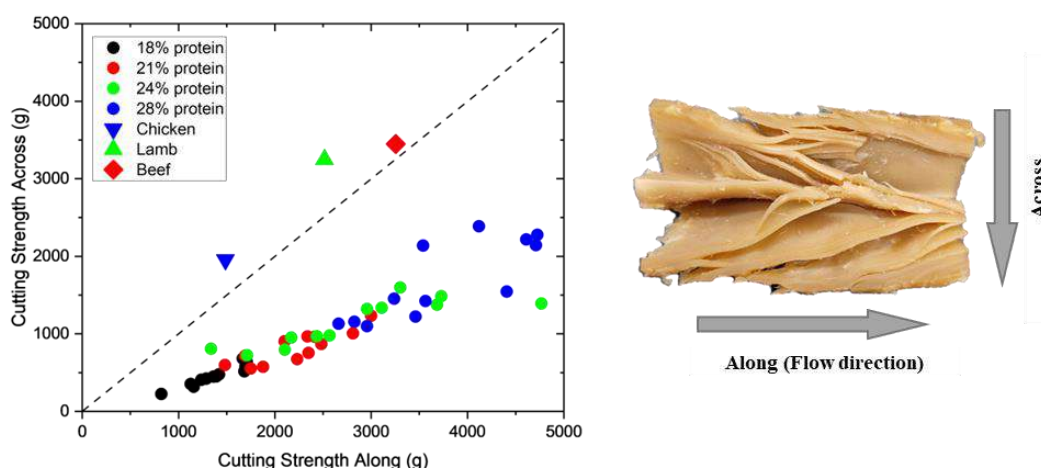 5000
4000
3000
2000
1000
0
Cutting Strength Across (g)
18% protein
21% protein
24% protein
28% protein
Chicken
Lamb
Beef
0 1000 2000 3000 4000 5000
Cutting Strength Along (g)
Across
Along (Flow direction)